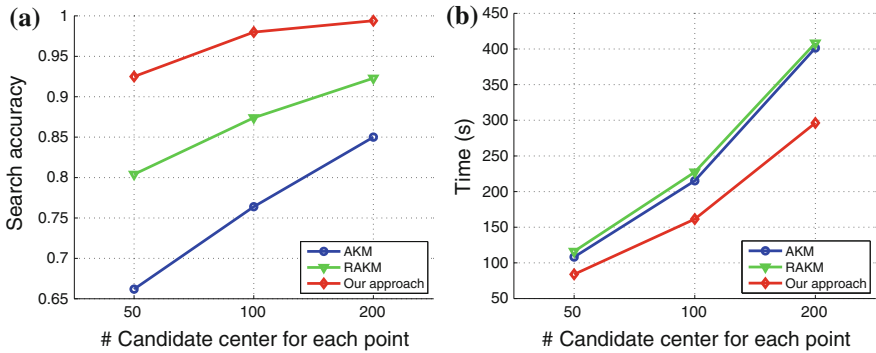 (a)
1
0.95
0.9
0.85
0.8
0.75
0.7
0.65
Search accuracy
50
100
200
# Candidate center for each point
AKM
RAKM
Our approach
(b)
450
400
350
300
250
200
150
100
50
Time (s)
50
100
200
# Candidate center for each point
AKM
RAKM
Our approach